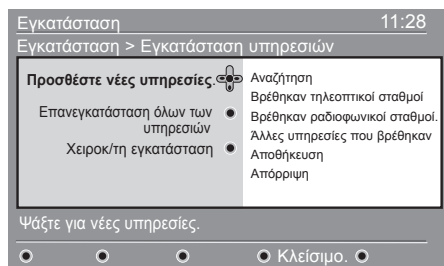 Εγκατάσταση 11:28
Εγκατάσταση > Εγκατάσταση υπηρεσιών
Προσθέστε νέες υπηρεσίες.
Επανεγκατάσταση όλων των
υπηρεσιών
Χειροκ/τη εγκατάσταση
Αναζήτηση
Βρέθηκαν τηλεοπτικοί σταθμοί
Βρέθηκαν ραδιοφωνικοί σταθμοί.
Άλλες υπηρεσίες που βρέθηκαν
Αποθήκευση
Απόρριψη
Ψάξτε για νέες υπηρεσίες.
Κλείσιμο.